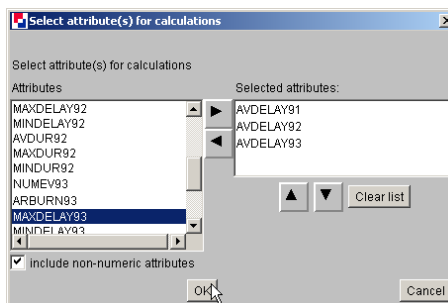 Select attribute(s) for calculations
Select attribute(s) for calculations
Attributes
MAXDELAY92
MINDELAY92
AVDUR92
MAXDUR92
MINDUR92
NUMEV93
ARBURN93
MAXDELAY93
MINDELAY93
Selected attributes:
AVDELAY91
AVDELAY92
AVDELAY93
Clear list
include non-numeric attributes
OK
Cancel